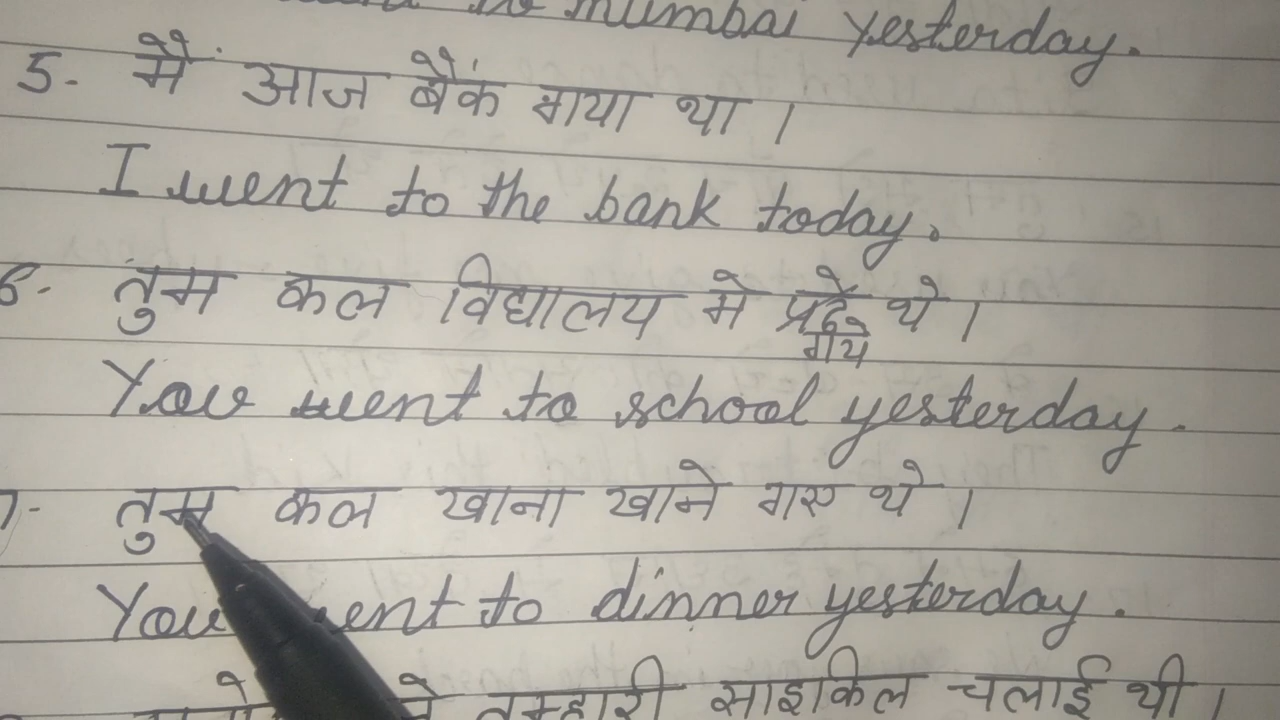 mumbai yesterday.
5. मैं आज बैंक गया था।
I went to the bank today.
6. तुम कल विद्यालय मे थे।
गये
You went to school yesterday.
7- तुम कल खाना खाने गए थे।
You went to dinner yesterday.
तुम्हारी साइकिल चलाई थी।